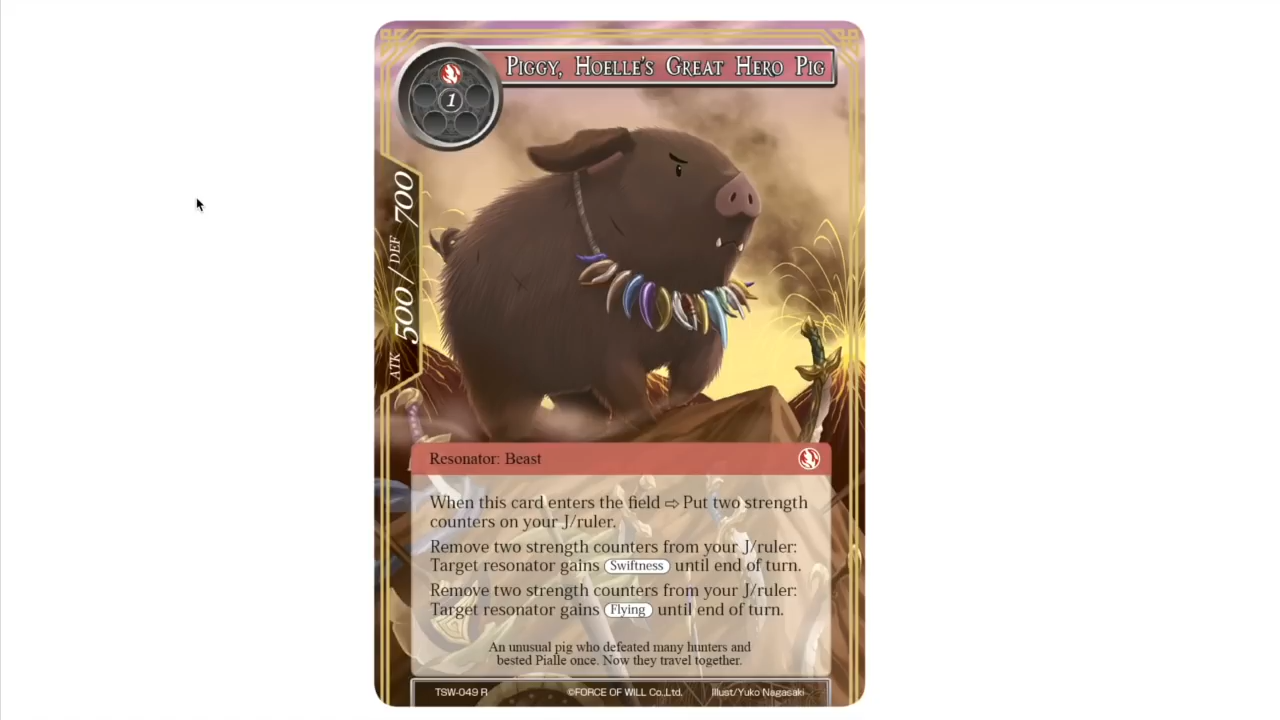 PIGGY, HOELLE'S GREAT HERO PIG
1
ATK 500 / DEF 700
Resonator: Beast
When this card enters the field ⇨ Put two strength
counters on your J/ruler.
Remove two strength counters from your J/ruler:
Target resonator gains Swiftness until end of turn.
Remove two strength counters from your J/ruler:
Target resonator gains Flying until end of turn.
An unusual pig who defeated many hunters and
bested Pialle once. Now they travel together.
TSW-049 R ©FORCE OF WILL Co.,Ltd. Illust/Yuko Nagasaki